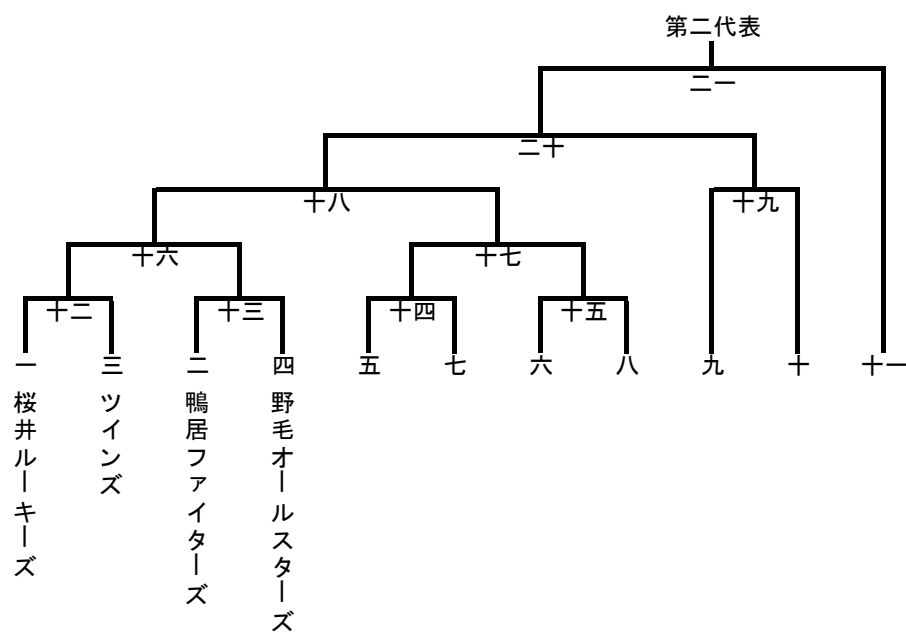 第二代表
二一
二十
十八
十九
十六
十七
十二
十三
十四
十五
一
三
二
四
五
七
六
八
九
十
十一
桜井ルーキーズ
ツインズ
鴨居ファイターズ
野毛オールスターズ